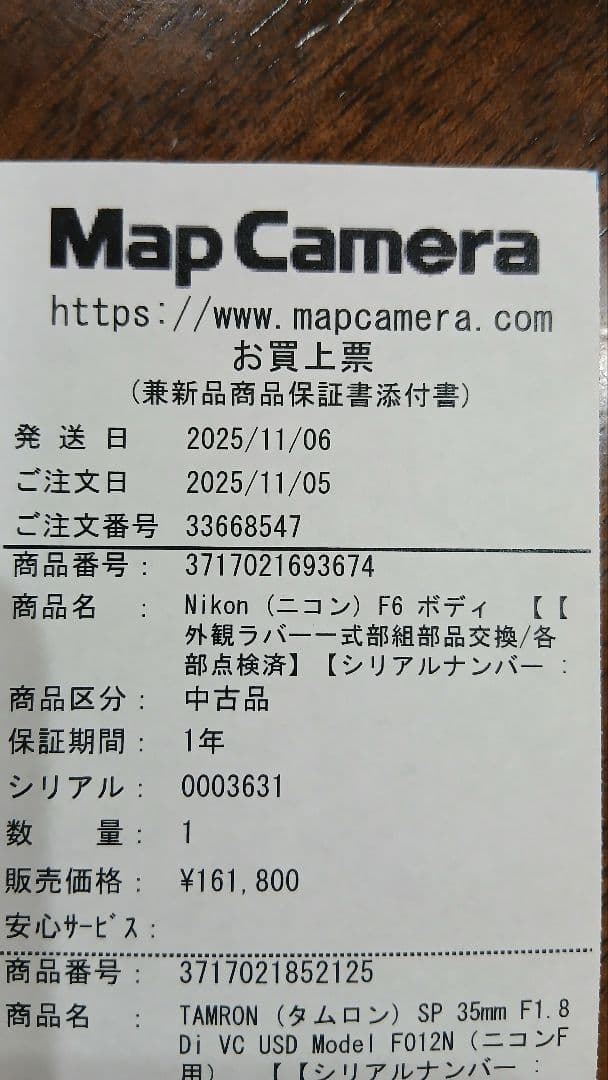 Map Camera
https://www.mapcamera.com
お買上票
(兼新品商品保証書添付書)
発 送 日 2025/11/06
ご注文日 2025/11/05
ご注文番号 33668547
商品番号: 3717021693674
商品名 : Nikon (ニコン) F6 ボディ 【【
外観ラバー一式部組部品交換/各
部点検済】【シリアルナンバー :
商品区分: 中古品
保証期間: 1年
シリアル: 0003631
数 量: 1
販売価格: ¥161,800
安心ｻｰﾋﾞｽ:
商品番号: 3717021852125
商品名 : TAMRON (タムロン) SP 35mm F1.8
Di VC USD Model F012N (ニコンF
用) 【【シリアルナンバー :